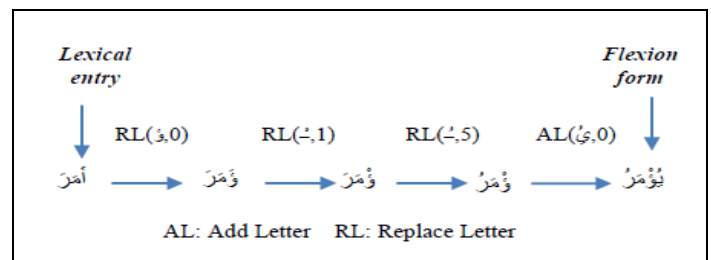 Lexical entry
Flexion form
RL(ؤ,0) RL(ـْ,1) RL(ـُ,5) AL(يُ,0)
أَمَرَ ؤَمَرَ ؤْمَرَ ؤْمَرُ يُؤْمَرُ
AL: Add Letter RL: Replace Letter